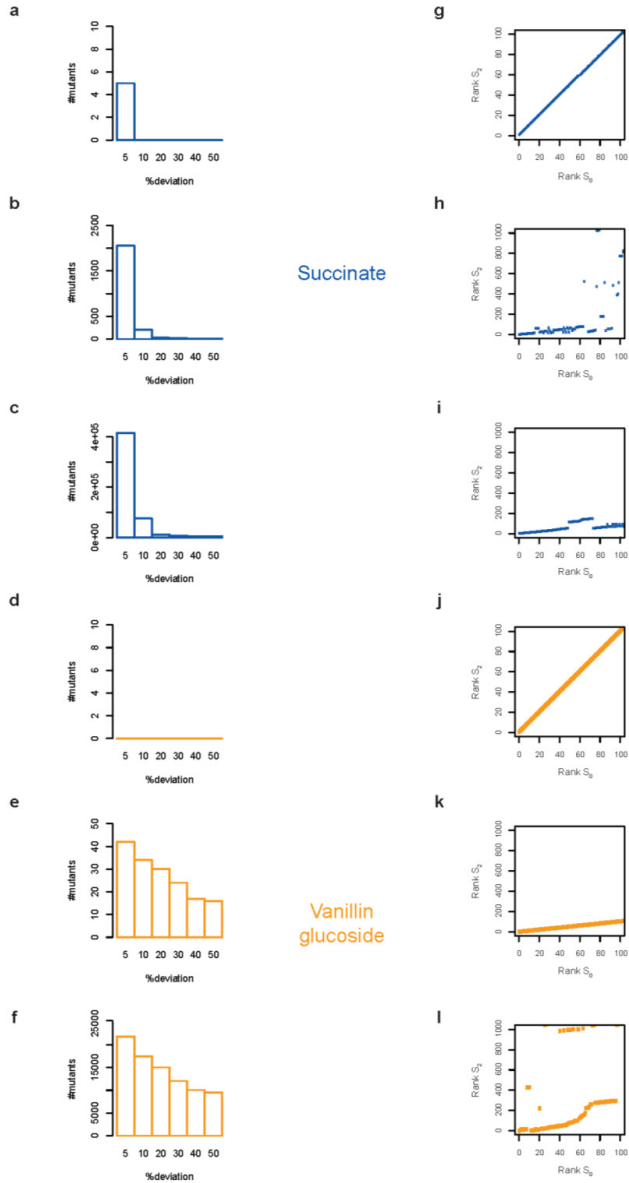 a
10
8
6
4
2
0
#mutants
5 10 20 30 40 50
%deviation
g
100
80
60
40
20
0
Rank S2
0 20 40 60 80 100
Rank S0
b
2500
1500
500
0
#mutants
5 10 20 30 40 50
%deviation
Succinate
h
1000
800
600
400
200
0
Rank S2
0 20 40 60 80 100
Rank S0
c
4e+05
2e+05
0e+00
#mutants
5 10 20 30 40 50
%deviation
i
1000
800
600
400
200
0
Rank S2
0 20 40 60 80 100
Rank S0
d
10
8
6
4
2
0
#mutants
5 10 20 30 40 50
%deviation
j
100
80
60
40
20
0
Rank S2
0 20 40 60 80 100
Rank S0
e
50
40
30
20
10
0
#mutants
5 10 20 30 40 50
%deviation
Vanillin
glucoside
k
1000
800
600
400
200
0
Rank S2
0 20 40 60 80 100
Rank S0
f
25000
15000
5000
0
#mutants
5 10 20 30 40 50
%deviation
l
1000
800
600
400
200
0
Rank S2
0 20 40 60 80 100
Rank S0